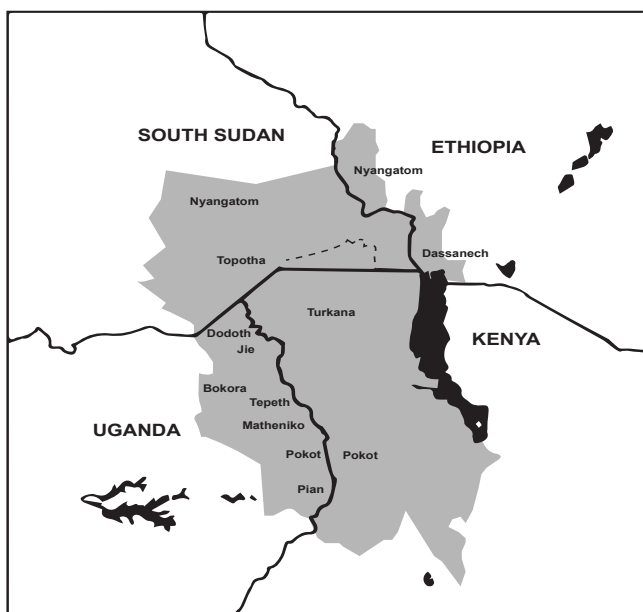 SOUTH SUDAN
ETHIOPIA
Nyangatom
Nyangatom
Dassanech
Topotha
Turkana
Dodoth
KENYA
Jie
Bokora
Tepeth
Matheniko
UGANDA
Pokot
Pokot
Pian